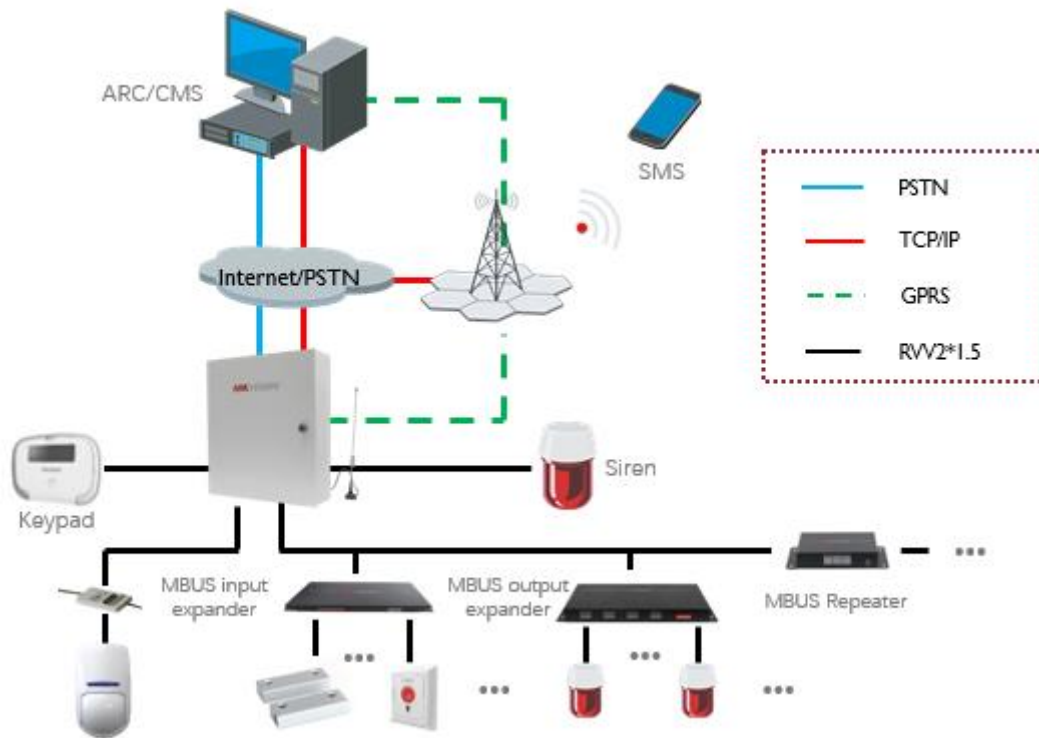 ARC/CMS
SMS
PSTN
TCP/IP
GPRS
RVV2*1.5
Internet/PSTN
Keypad
Siren
MBUS input
expander
MBUS output
expander
MBUS Repeater